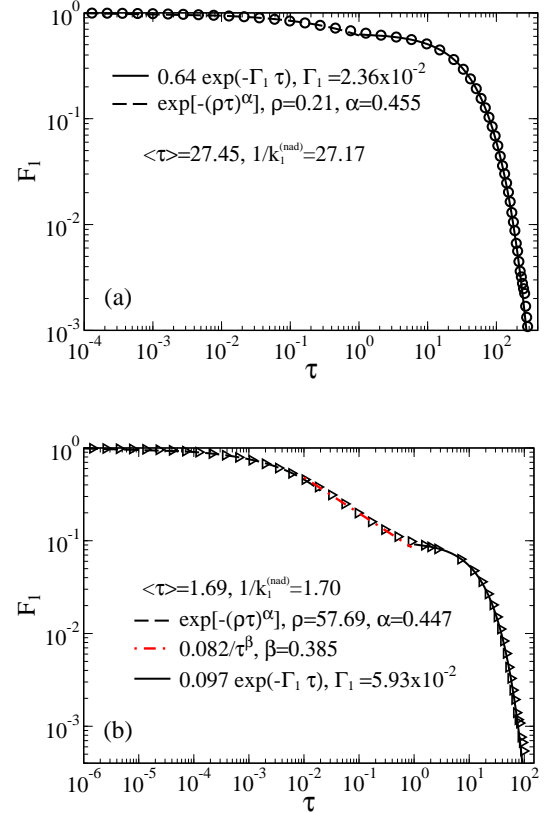 10^0
10^-1
10^-2
10^-3
F_1
0.64 exp(-Γ_1 τ), Γ_1 =2.36x10^-2
exp[-(ρτ)^α], ρ=0.21, α=0.455
<τ>=27.45, 1/k_1^(nad)=27.17
(a)
10^-4 10^-3 10^-2 10^-1 10^0 10^1 10^2
τ
10^0
10^-1
10^-2
10^-3
F_1
<τ>=1.69, 1/k_1^(nad)=1.70
exp[-(ρτ)^α], ρ=57.69, α=0.447
0.082/τ^β, β=0.385
0.097 exp(-Γ_1 τ), Γ_1 =5.93x10^-2
(b)
10^-6 10^-5 10^-4 10^-3 10^-2 10^-1 10^0 10^1 10^2
τ